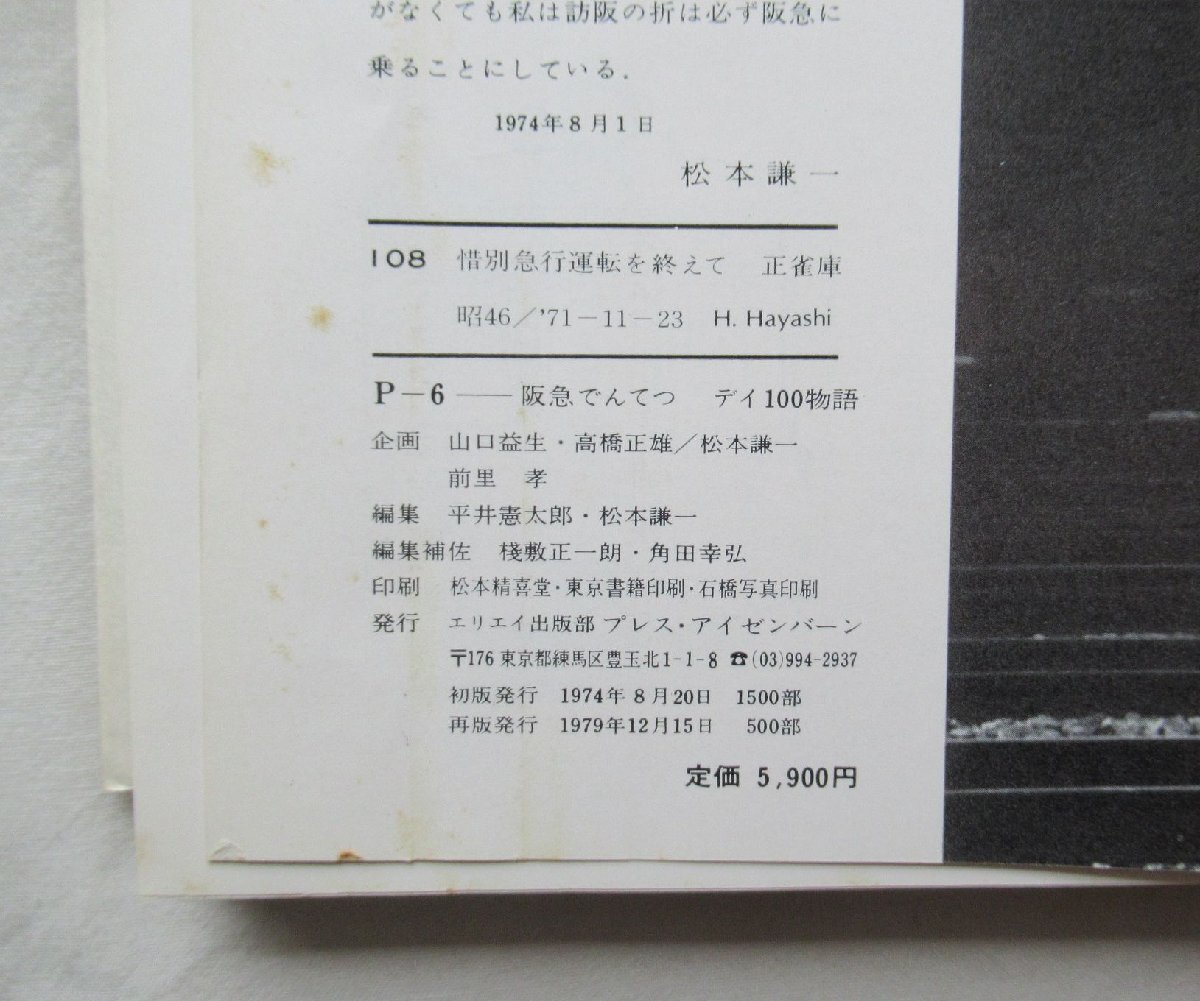 がなくても私は訪阪の折は必ず阪急に
乗ることにしている.
1974年8月1日
松本謙一
108 惜別急行運転を終えて 正雀庫
昭46/'71-11-23 H. Hayashi
P-6――阪急でんてつ デイ100物語
企画 山口益生・高橋正雄/松本謙一
前里 孝
編集 平井憲太郎・松本謙一
編集補佐 棧敷正一朗・角田幸弘
印刷 松本精喜堂・東京書籍印刷・石橋写真印刷
発行 エリエイ出版部 プレス・アイゼンバーン
〒176 東京都練馬区豊玉北1-1-8 ☎(03)994-2937
初版発行 1974年8月20日 1500部
再版発行 1979年12月15日 500部
定価 5,900円